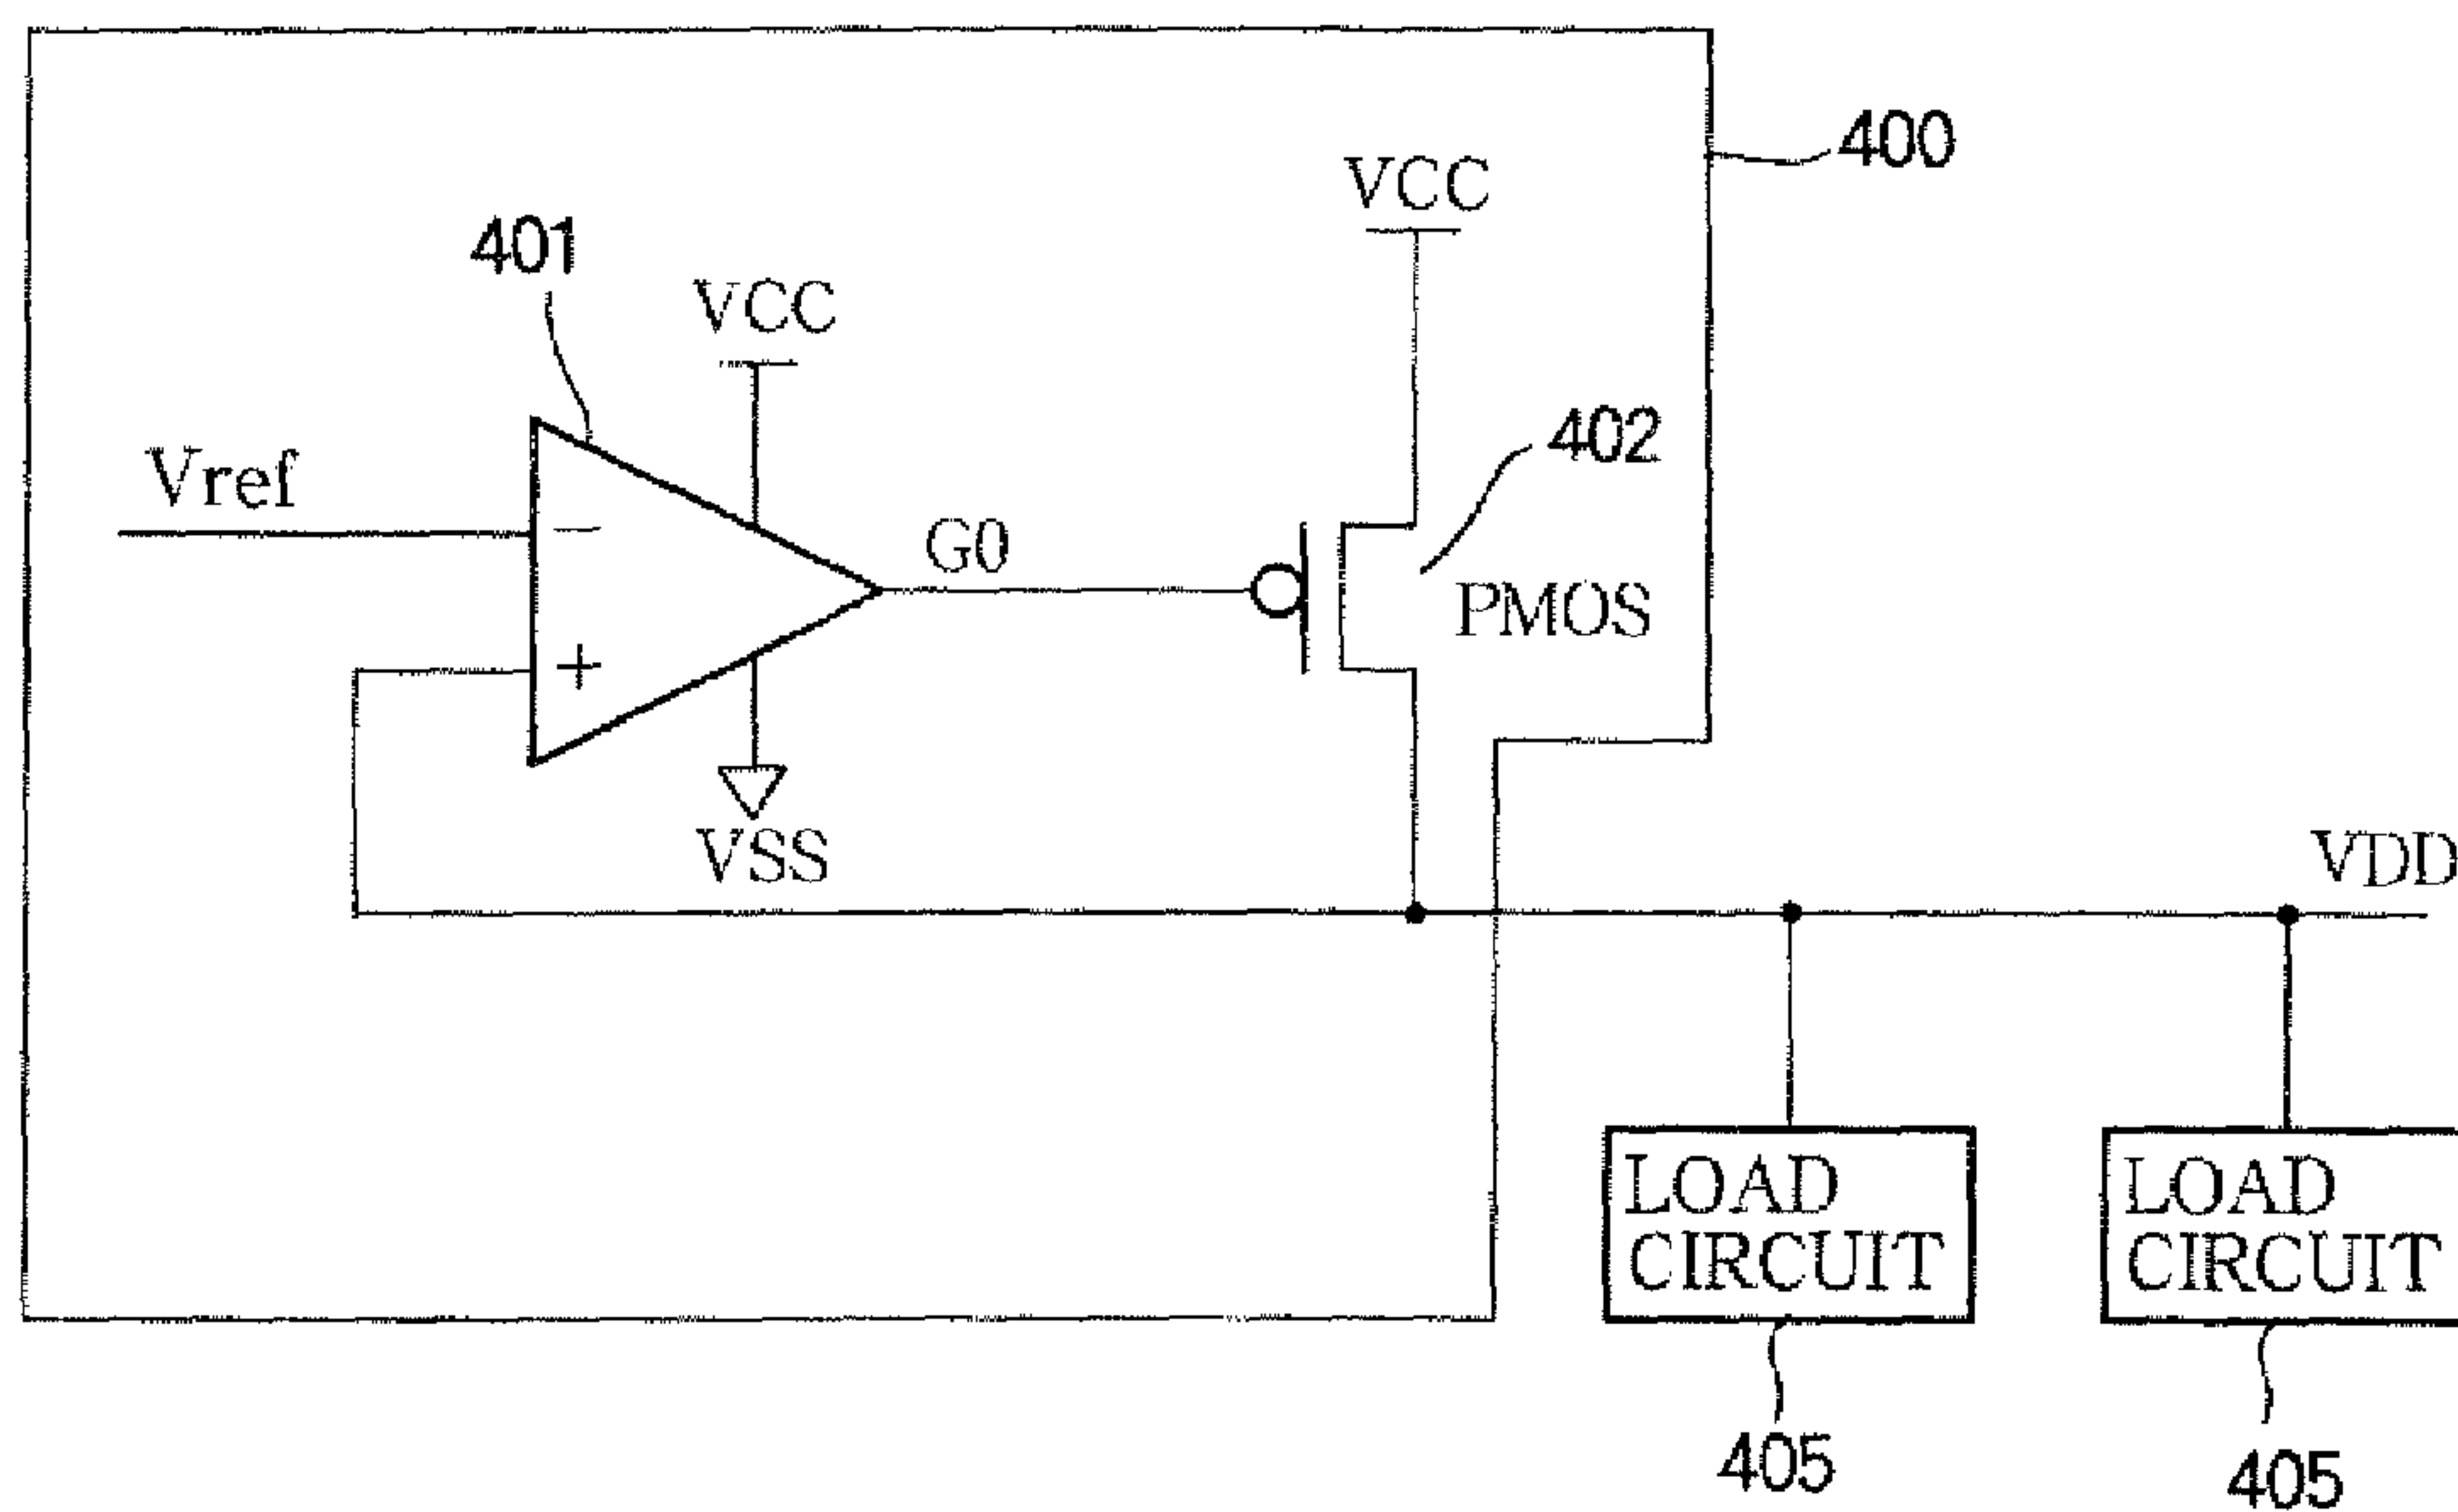 400
VCC
401
VCC
402
Vref
−
G0
PMOS
+
VSS
VDD
LOAD
CIRCUIT
LOAD
CIRCUIT
405
405